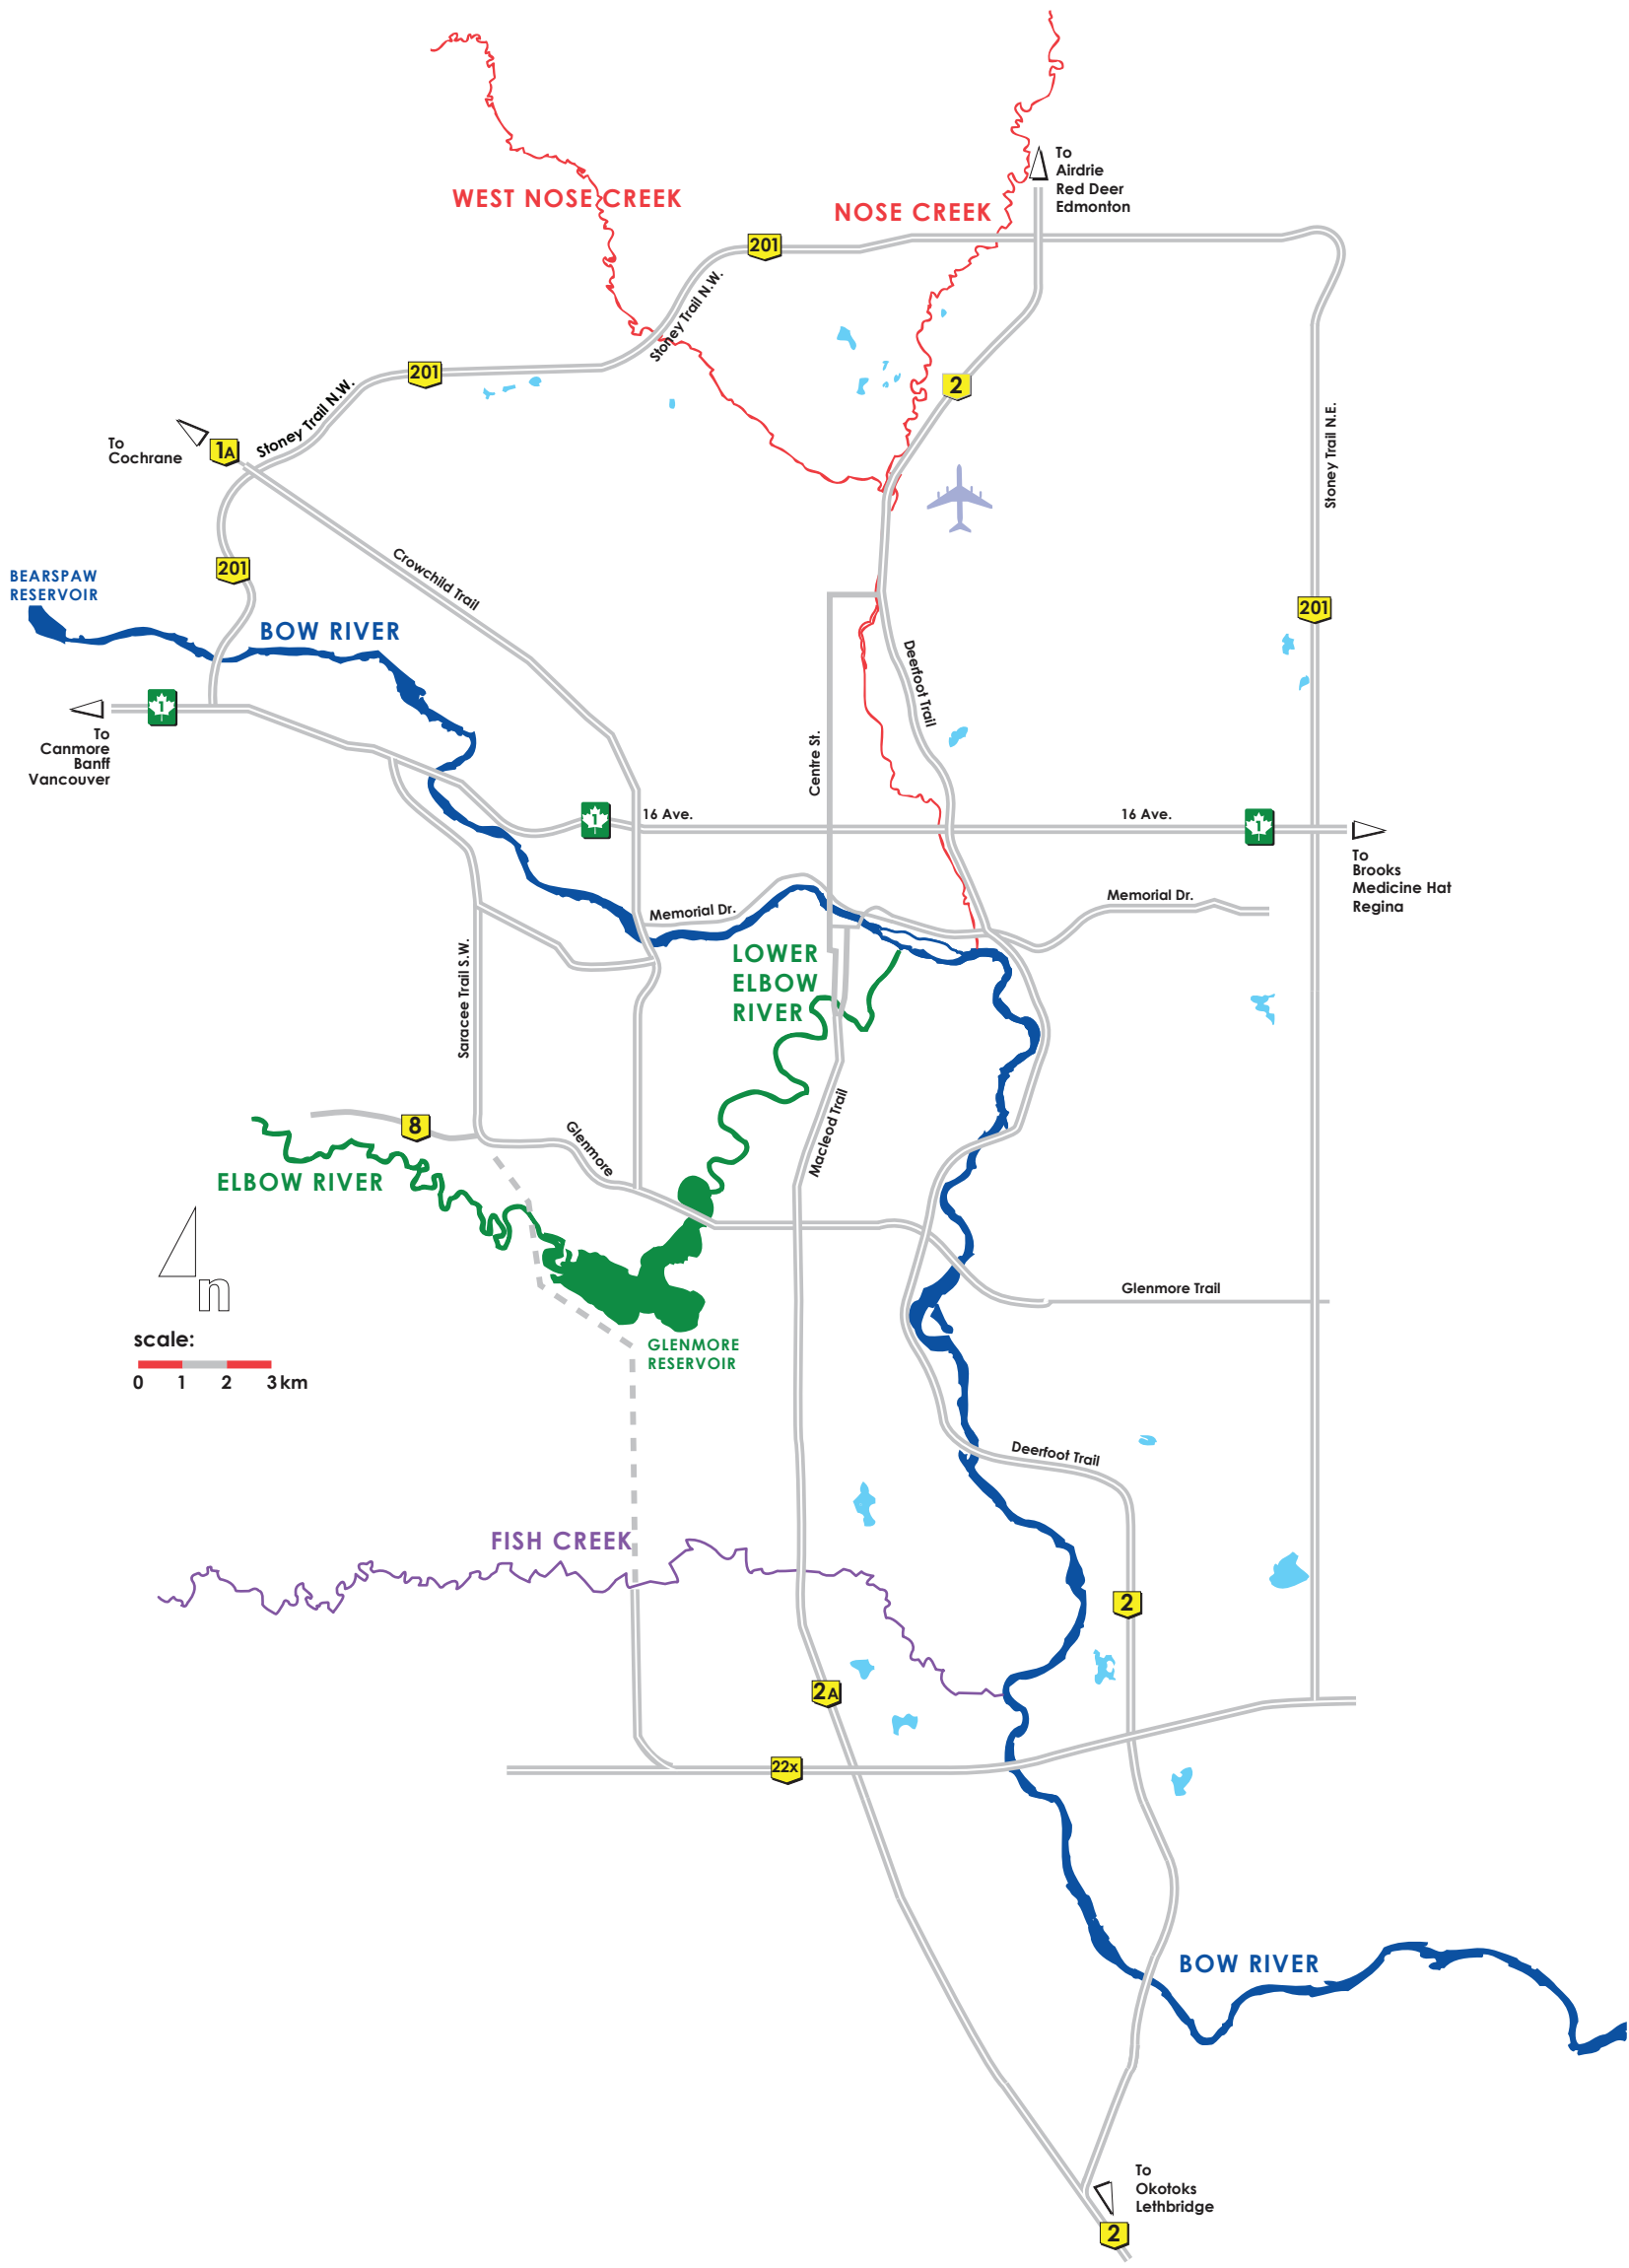 To
Airdrie
Red Deer
Edmonton
WEST NOSE CREEK
NOSE CREEK
201
Stoney Trail N.W.
201
2
Stoney Trail N.W.
Stoney Trail N.E.
To
Cochrane
1A
Crowchild Trail
201
BEARSPAW
RESERVOIR
BOW RIVER
201
Deerfoot Trail
1
To
Canmore
Banff
Vancouver
Centre St.
1
16 Ave.
16 Ave.
1
To
Brooks
Medicine Hat
Regina
Memorial Dr.
Memorial Dr.
Saracee Trail S.W.
LOWER
ELBOW
RIVER
8
Glenmore
Macleod Trail
ELBOW RIVER
n
Glenmore Trail
scale:
0 1 2 3 km
GLENMORE
RESERVOIR
Deerfoot Trail
FISH CREEK
2
2A
22x
BOW RIVER
To
Okotoks
Lethbridge
2